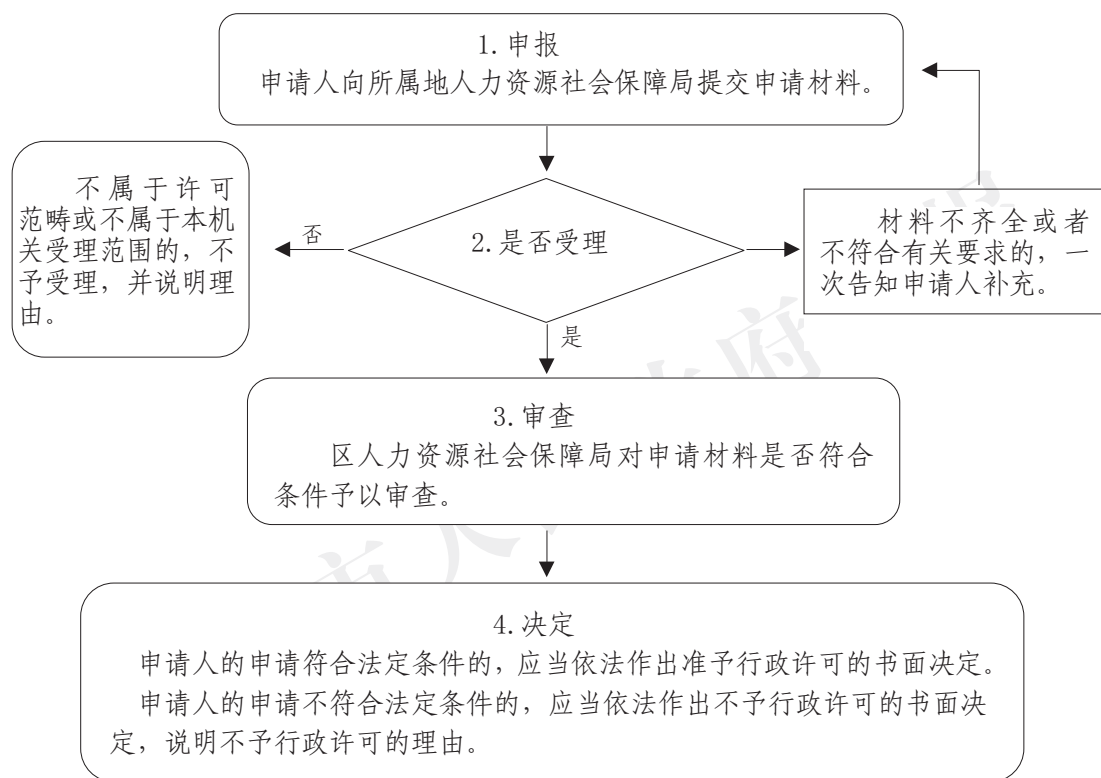 1.申报
申请人向所属地人力资源社会保障局提交申请材料。
不属于许可
范畴或不属于本机
关受理范围的，不
予受理，并说明理
由。
否
2.是否受理
材料不齐全或者
不符合有关要求的，一
次告知申请人补充。
是
3.审查
区人力资源社会保障局对申请材料是否符合
条件予以审查。
4.决定
申请人的申请符合法定条件的，应当依法作出准予行政许可的书面决定。
申请人的申请不符合法定条件的，应当依法作出不予行政许可的书面决
定，说明不予行政许可的理由。